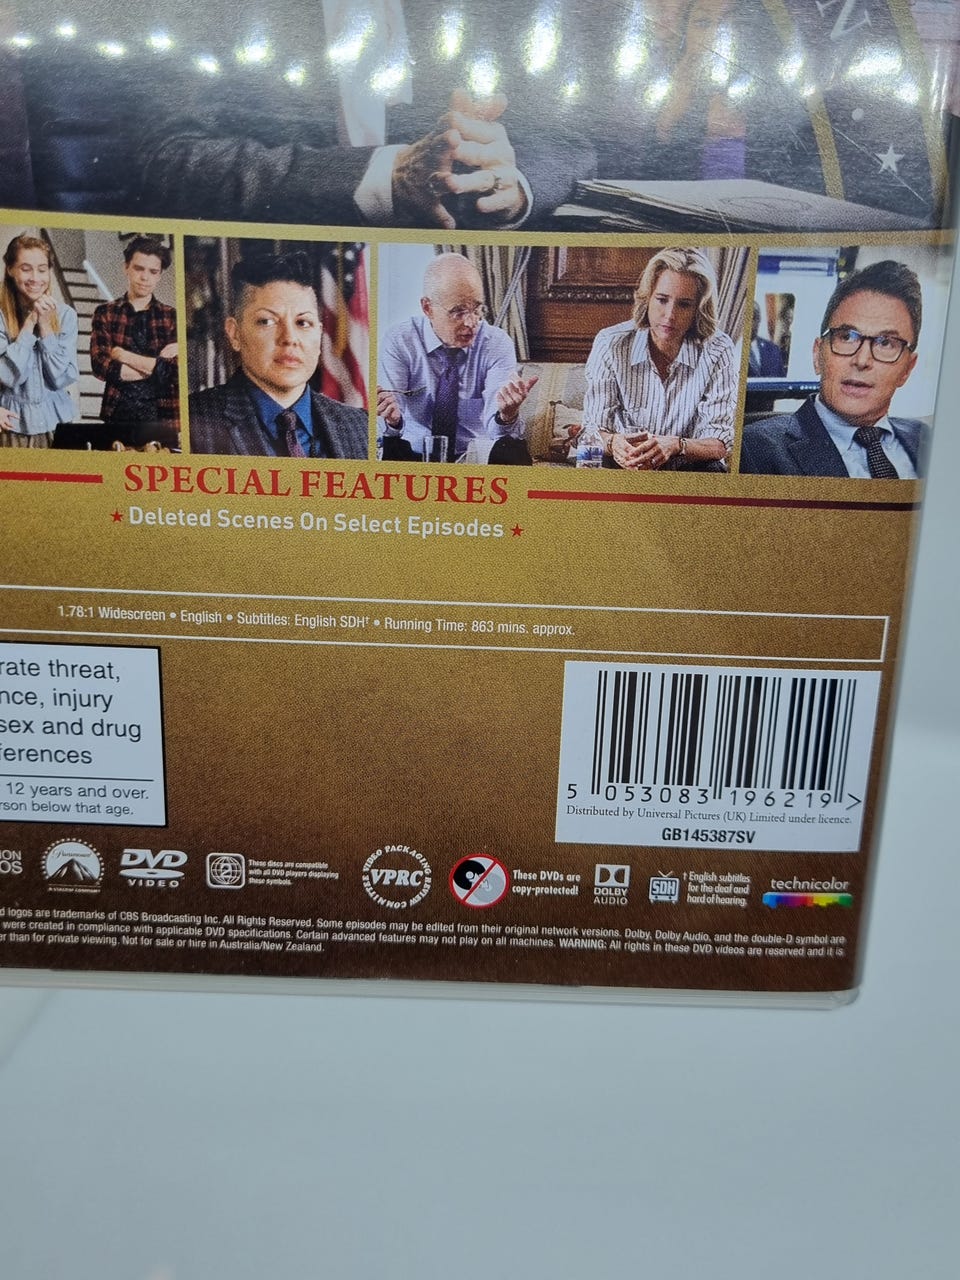 N
SPECIAL FEATURES
★ Deleted Scenes On Select Episodes ★
1.78:1 Widescreen • English • Subtitles: English SDH† • Running Time: 863 mins. approx.
rate threat,
nce, injury
sex and drug
ferences
12 years and over.
rson below that age.
5 053083 196219 >
Distributed by Universal Pictures (UK) Limited under licence.
GB145387SV
ION
OS
Paramount
DVD
VIDEO
2
These discs are compatible
with all DVD players displaying
these symbols.
VIDEO PACKAGING REVIEW COMMITTEE
VPRC
These DVDs are
copy-protected!
DOLBY
AUDIO
SDH
† English subtitles
for the deaf and
hard of hearing.
technicolor
d logos are trademarks of CBS Broadcasting Inc. All Rights Reserved. Some episodes may be edited from their original network versions. Dolby, Dolby Audio, and the double-D symbol are
were created in compliance with applicable DVD specifications. Certain advanced features may not play on all machines. WARNING: All rights in these DVD videos are reserved and it is
er than for private viewing. Not for sale or hire in Australia/New Zealand.